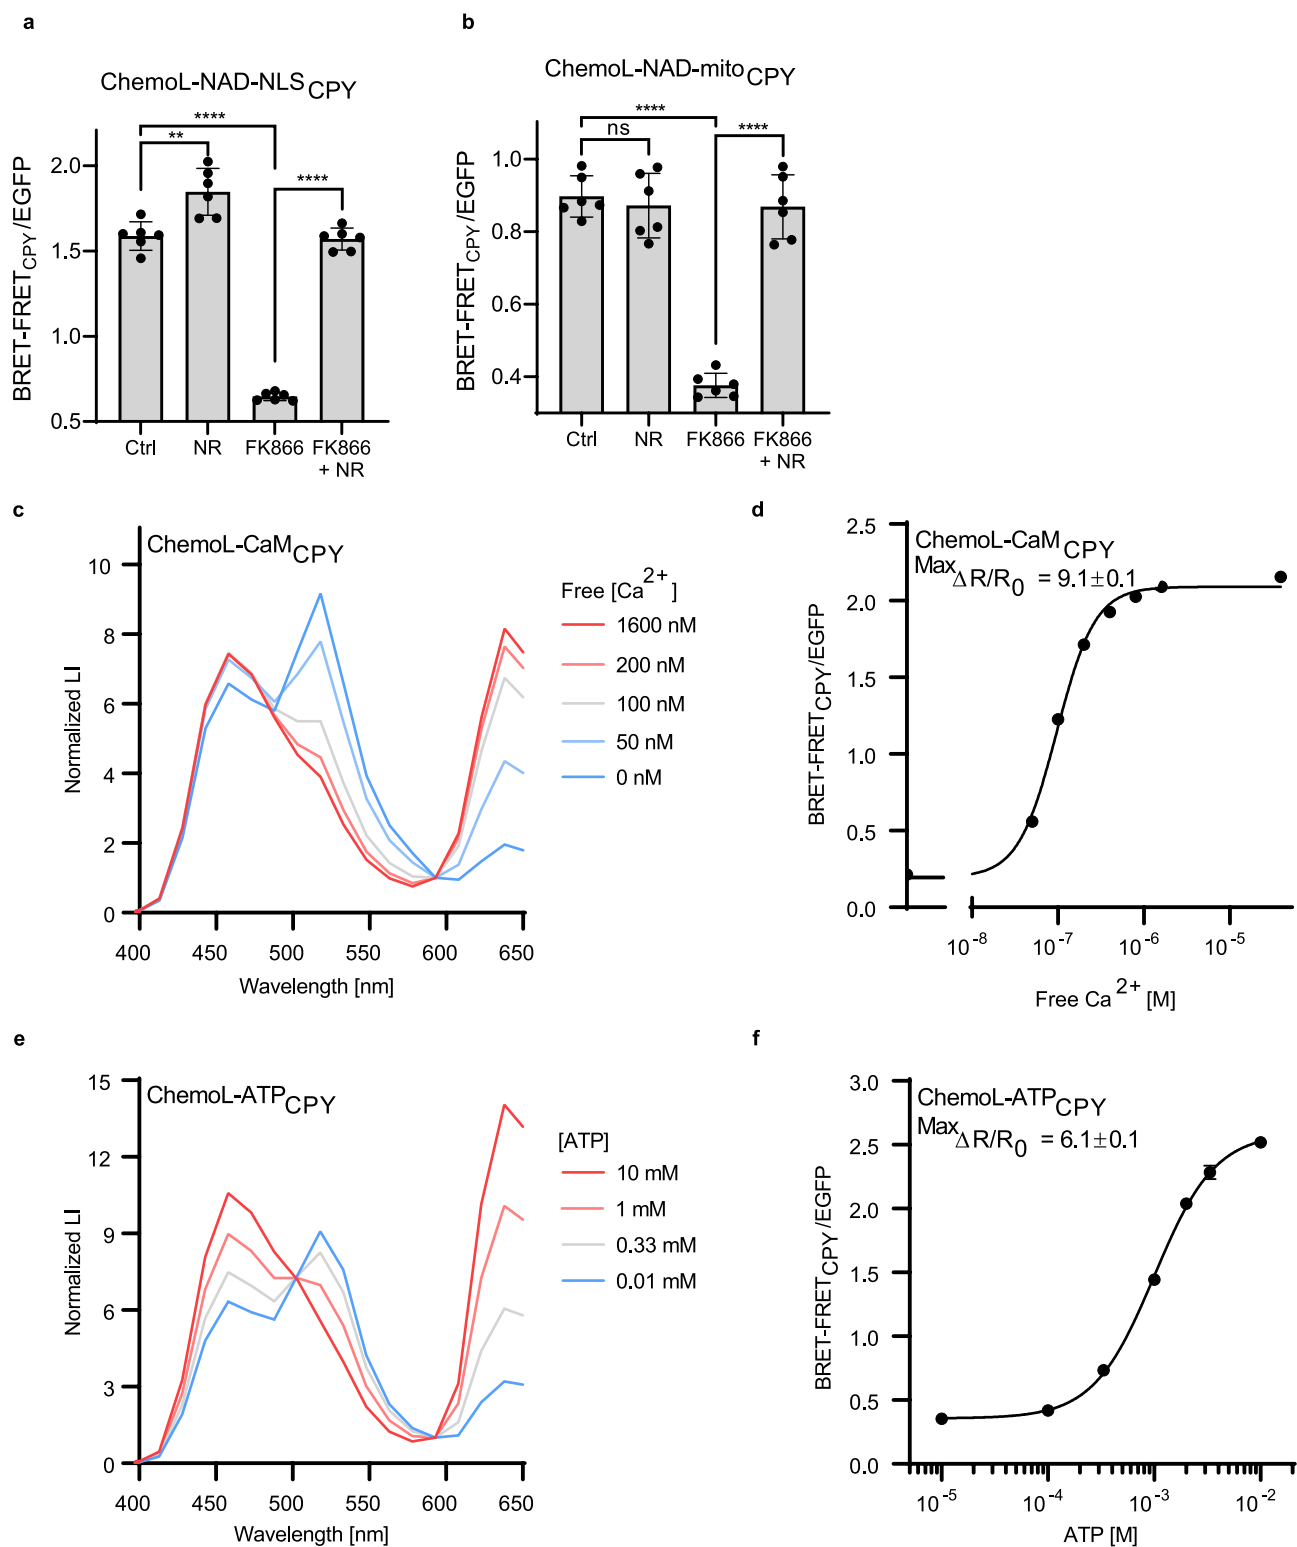 a
ChemoL-NAD-NLS CPY
BRET-FRET CPY/EGFP
2.0
1.5
1.0
0.5
****
**
****
Ctrl NR FK866 FK866
+ NR
b
ChemoL-NAD-mito CPY
BRET-FRET CPY/EGFP
1.0
0.8
0.6
0.4
****
ns
****
Ctrl NR FK866 FK866
+ NR
c
ChemoL-CaM CPY
Normalized LI
10
8
6
4
2
0
400 450 500 550 600 650
Wavelength [nm]
Free [Ca2+]
1600 nM
200 nM
100 nM
50 nM
0 nM
d
ChemoL-CaM CPY
Max ΔR/R0 = 9.1±0.1
BRET-FRET CPY/EGFP
2.5
2.0
1.5
1.0
0.5
0.0
10-8 10-7 10-6 10-5
Free Ca 2+ [M]
e
ChemoL-ATP CPY
Normalized LI
15
12
9
6
3
0
400 450 500 550 600 650
Wavelength [nm]
[ATP]
10 mM
1 mM
0.33 mM
0.01 mM
f
ChemoL-ATP CPY
Max ΔR/R0 = 6.1±0.1
BRET-FRET CPY/EGFP
3.0
2.5
2.0
1.5
1.0
0.5
0.0
10-5 10-4 10-3 10-2
ATP [M]